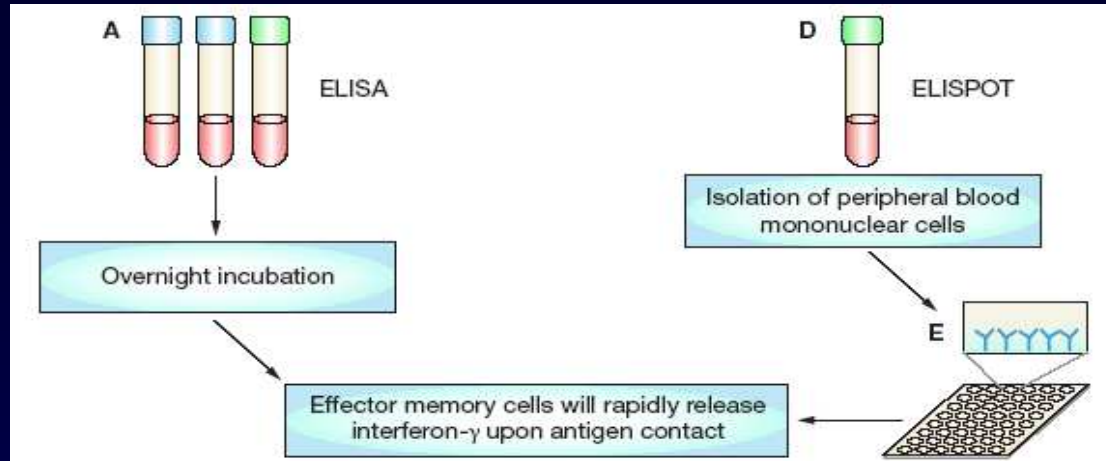 A
ELISA
Overnight incubation
D
ELISPOT
Isolation of peripheral blood
mononuclear cells
E
Effector memory cells will rapidly release
interferon-γ upon antigen contact